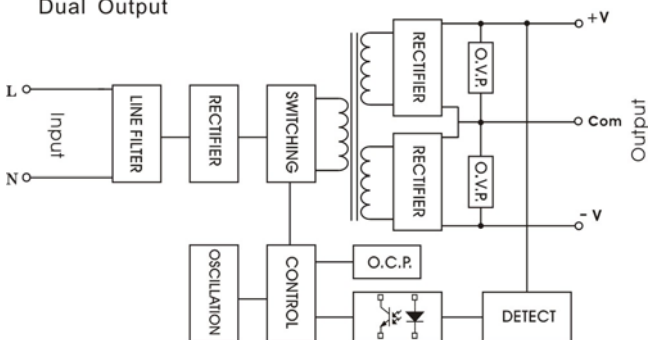 Dual Output
+V
RECTIFIER
O.V.P.
L
LINE FILTER
RECTIFIER
SWITCHING
Input
Com
Output
RECTIFIER
O.V.P.
N
- V
OSCILLATION
CONTROL
O.C.P.
DETECT